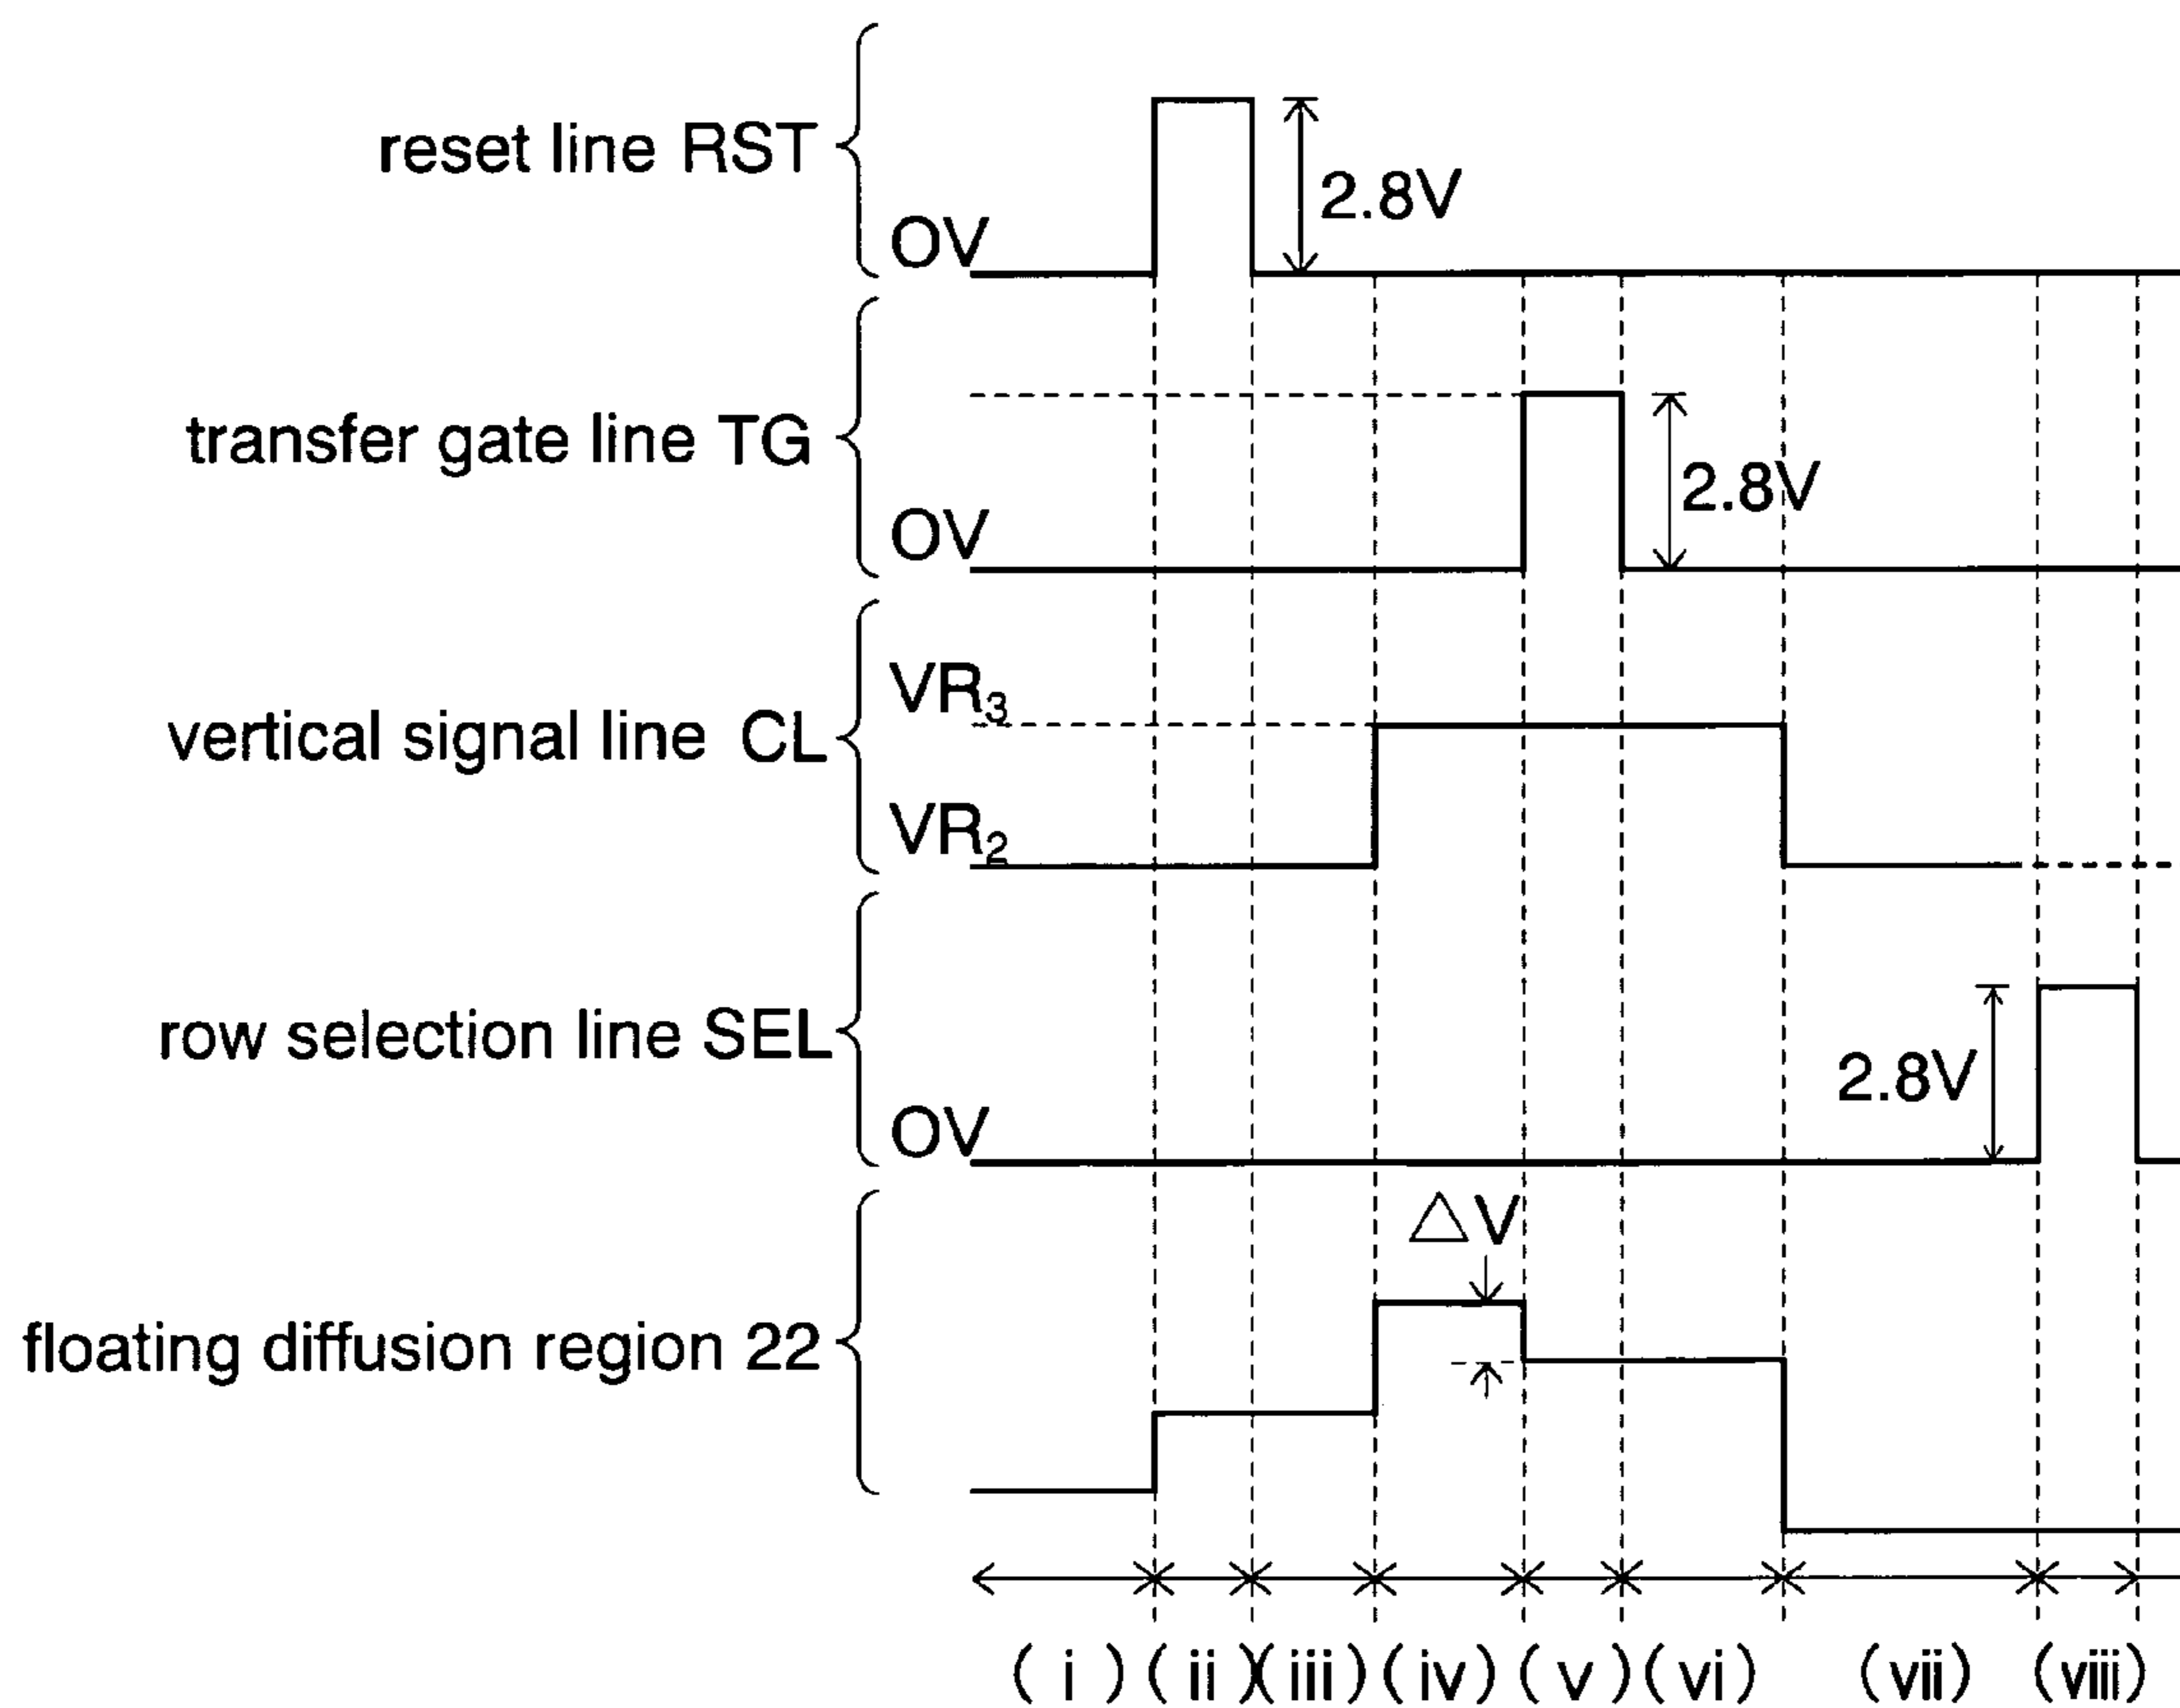 reset line RST
2.8V
OV
transfer gate line TG
2.8V
OV
VR3
vertical signal line CL
VR2
row selection line SEL
2.8V
OV
△V
floating diffusion region 22
( i ) ( ii ) (iii) (iv) ( v ) (vi) (vii) (viii)